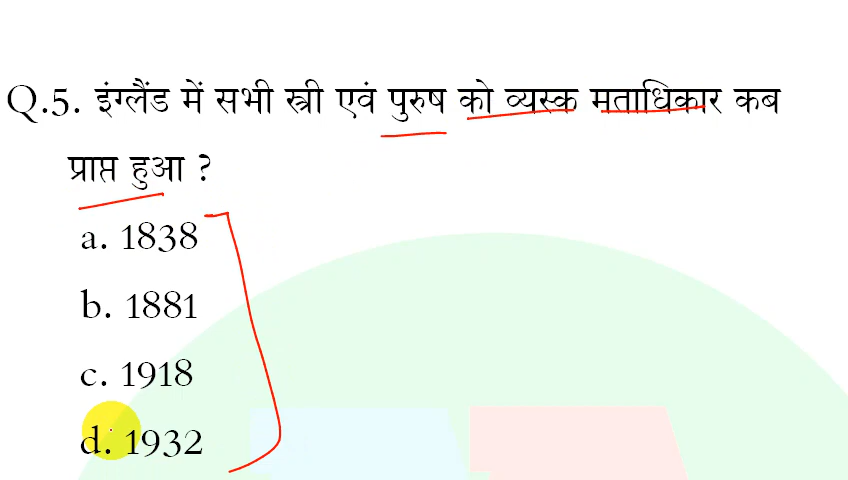 Q.5. इंग्लैंड में सभी स्त्री एवं पुरुष को व्यस्क मताधिकार कब
प्राप्त हुआ ?
a. 1838
b. 1881
c. 1918
d. 1932